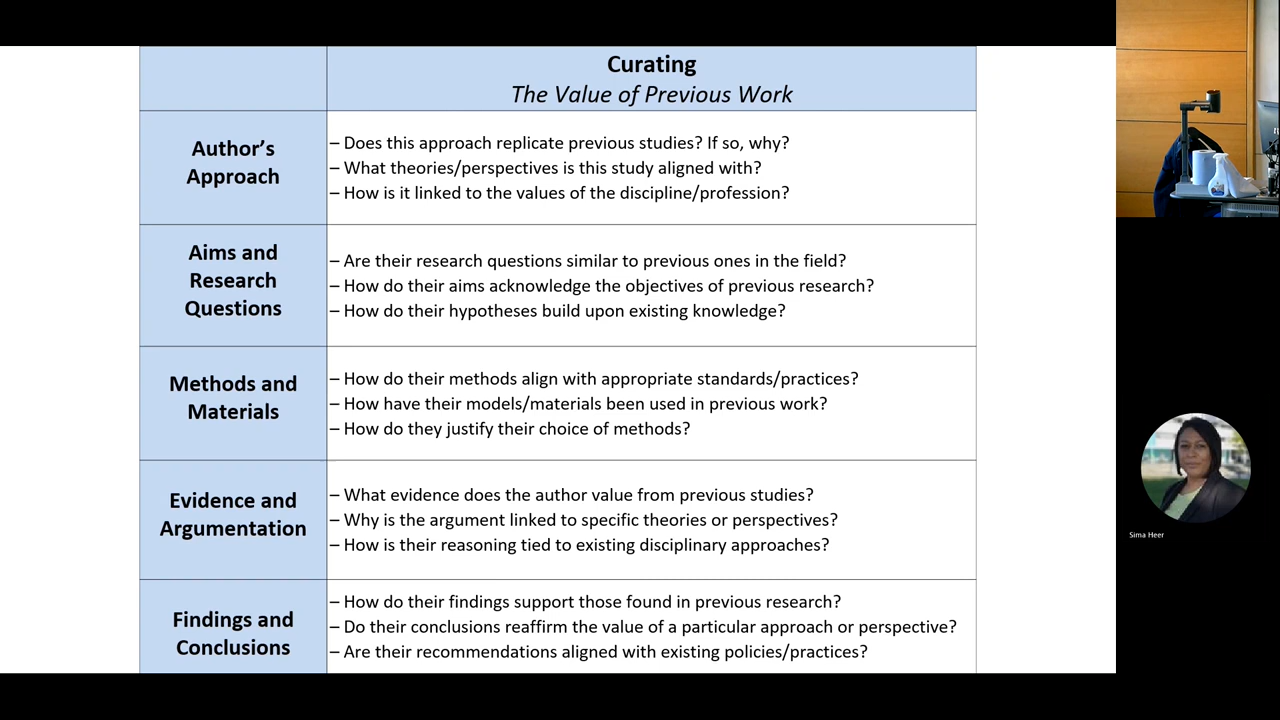 Curating
The Value of Previous Work
Author’s
Approach
– Does this approach replicate previous studies? If so, why?
– What theories/perspectives is this study aligned with?
– How is it linked to the values of the discipline/profession?
Aims and
Research
Questions
– Are their research questions similar to previous ones in the field?
– How do their aims acknowledge the objectives of previous research?
– How do their hypotheses build upon existing knowledge?
Methods and
Materials
– How do their methods align with appropriate standards/practices?
– How have their models/materials been used in previous work?
– How do they justify their choice of methods?
Evidence and
Argumentation
– What evidence does the author value from previous studies?
– Why is the argument linked to specific theories or perspectives?
– How is their reasoning tied to existing disciplinary approaches?
Findings and
Conclusions
– How do their findings support those found in previous research?
– Do their conclusions reaffirm the value of a particular approach or perspective?
– Are their recommendations aligned with existing policies/practices?
Sima Heer